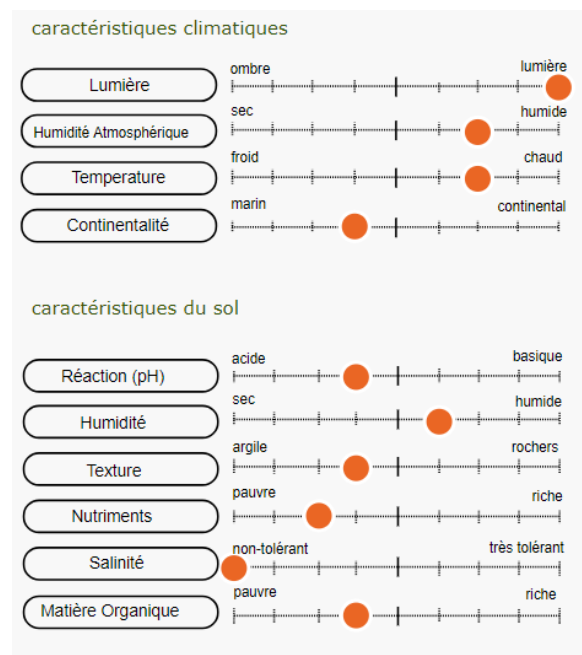 caractéristiques climatiques
ombre lumière
Lumière
sec humide
Humidité Atmosphérique
froid chaud
Temperature
marin continental
Continentalité
caractéristiques du sol
acide basique
Réaction (pH)
sec humide
Humidité
argile rochers
Texture
pauvre riche
Nutriments
non-tolérant très tolérant
Salinité
pauvre riche
Matière Organique